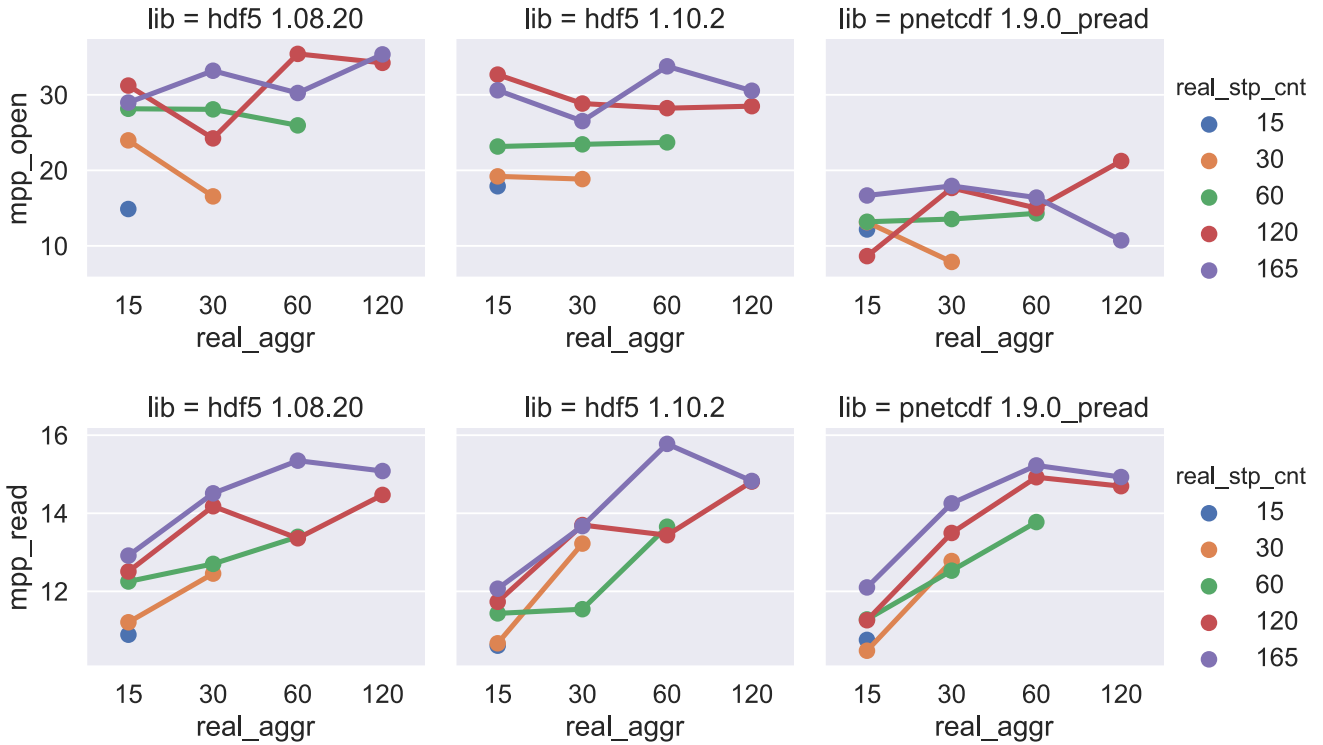 lib = hdf5 1.08.20
lib = hdf5 1.10.2
lib = pnetcdf 1.9.0_pread
mpp_open
30
20
10
15 30 60 120
real_aggr
15 30 60 120
real_aggr
15 30 60 120
real_aggr
real_stp_cnt
15
30
60
120
165
lib = hdf5 1.08.20
lib = hdf5 1.10.2
lib = pnetcdf 1.9.0_pread
mpp_read
16
14
12
15 30 60 120
real_aggr
15 30 60 120
real_aggr
15 30 60 120
real_aggr
real_stp_cnt
15
30
60
120
165